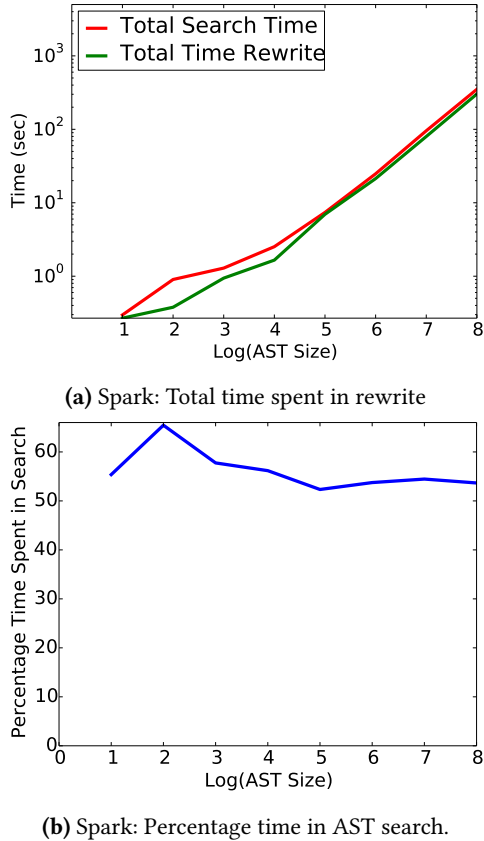 Total Search Time
Total Time Rewrite
10³
10²
10¹
10⁰
Time (sec)
1 2 3 4 5 6 7 8
Log(AST Size)
(a) Spark: Total time spent in rewrite
60
50
40
30
20
10
0
Percentage Time Spent in Search
0 1 2 3 4 5 6 7 8
Log(AST Size)
(b) Spark: Percentage time in AST search.